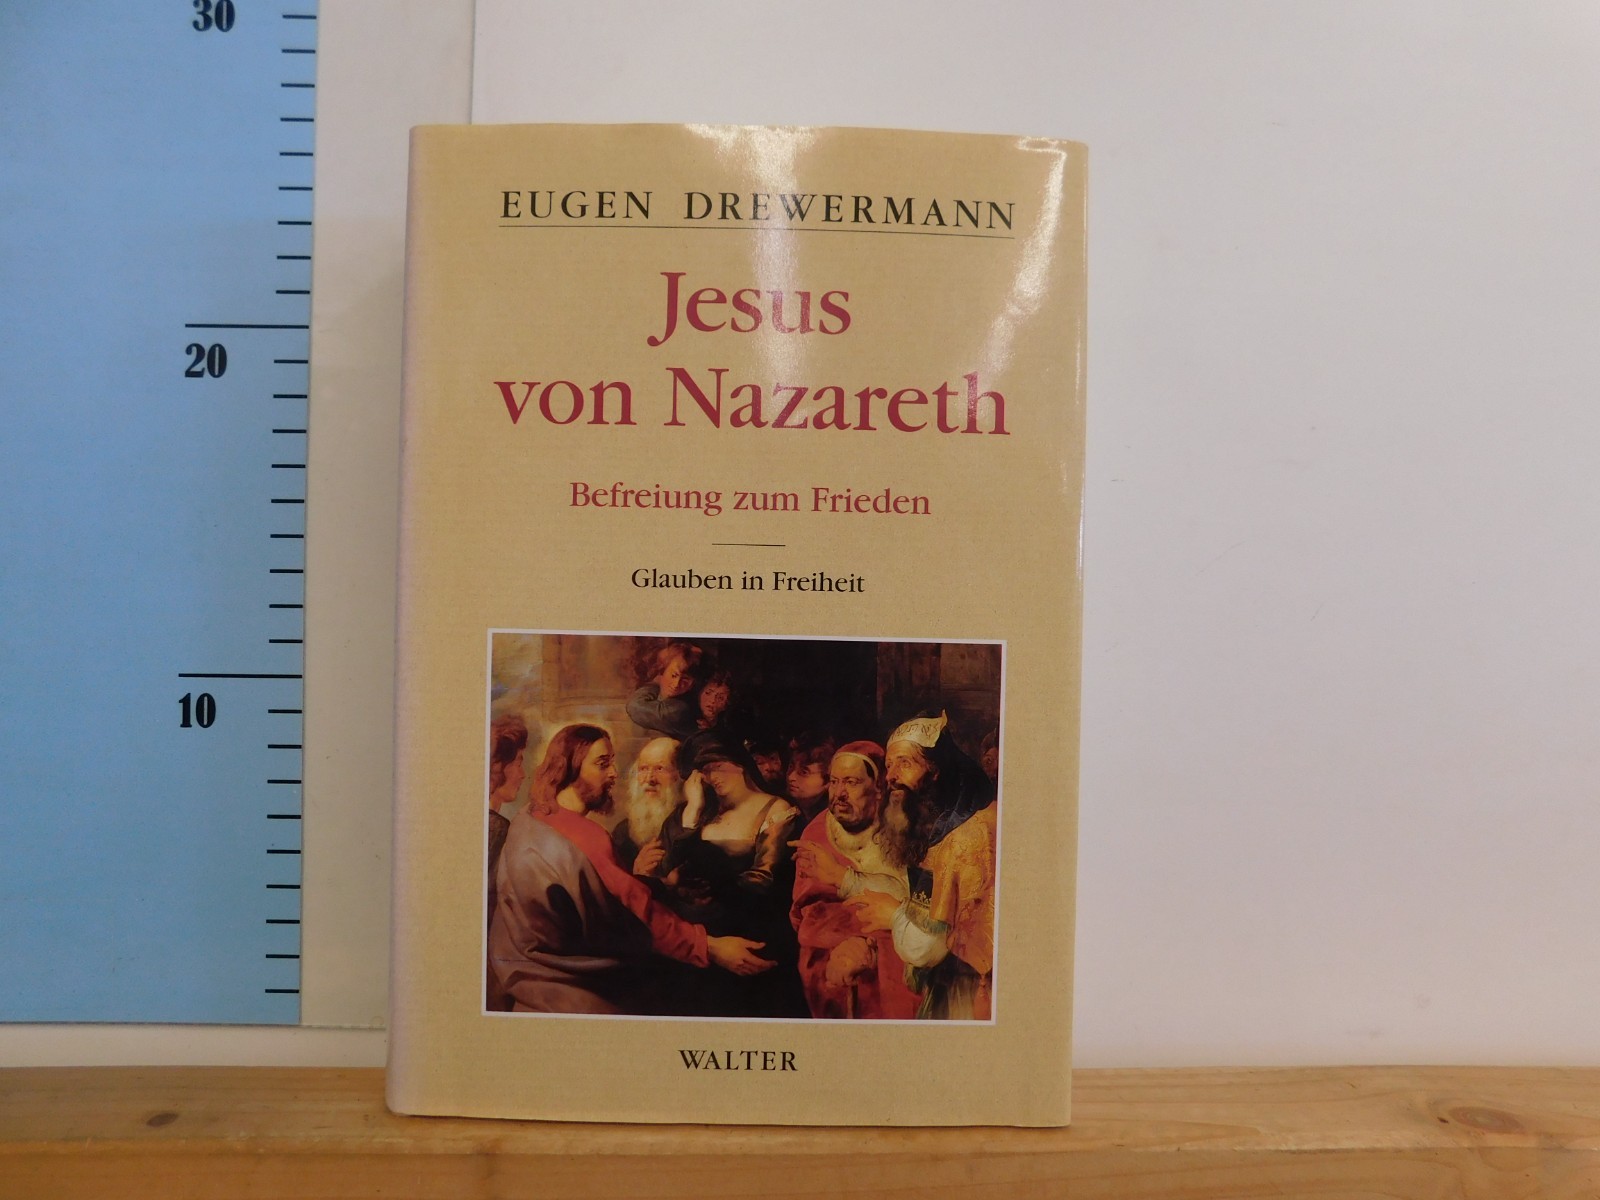 30
20
10
EUGEN DREWERMANN
Jesus
von Nazareth
Befreiung zum Frieden
Glauben in Freiheit
WALTER